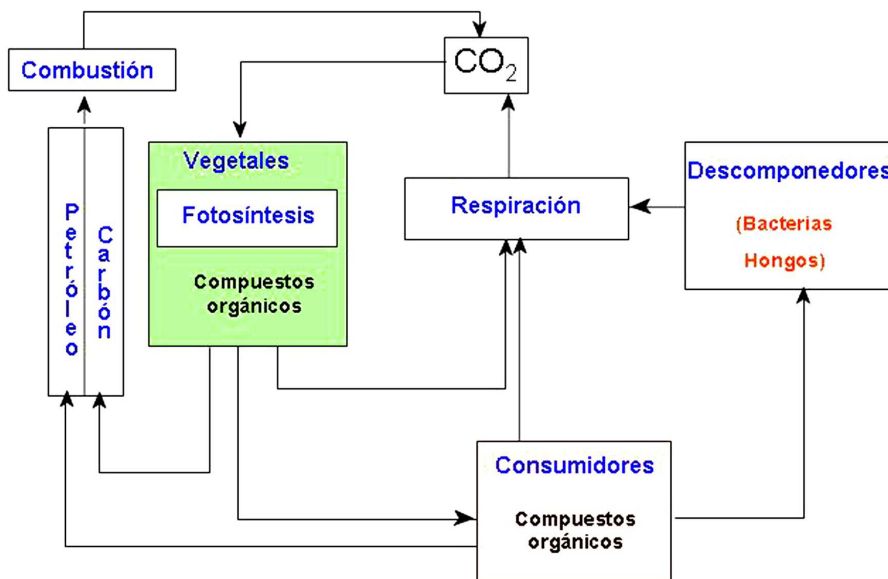 Combustión
CO2
Vegetales
Fotosíntesis
Compuestos
orgánicos
Respiración
Descomponedores
(Bacterias
Hongos)
Petróleo
Carbón
Consumidores
Compuestos
orgánicos